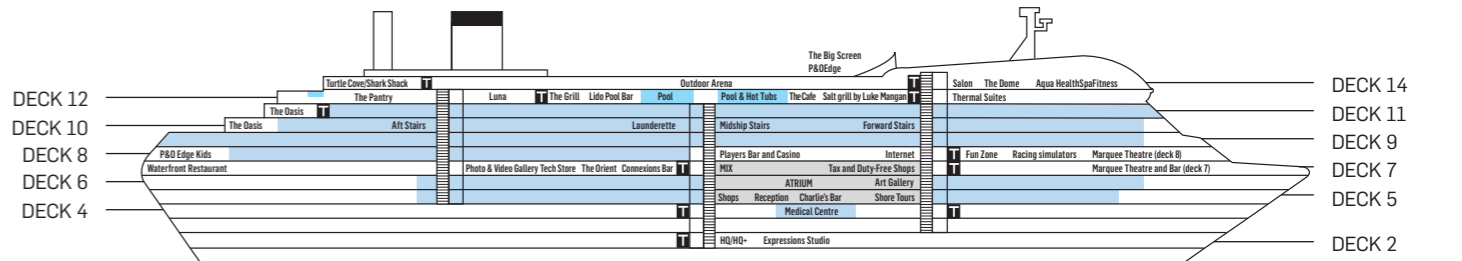 The Big Screen
P&OEdge
Turtle Cove/Shark Shack T Outdoor Arena T Salon The Dome Aqua HealthSpaFitness DECK 14
DECK 12 The Pantry Luna T The Grill Lido Pool Bar Pool Pool & Hot Tubs TheCafe Salt grill by Luke Mangan T Thermal Suites
The Oasis T DECK 11
DECK 10 The Oasis Aft Stairs Launderette Midship Stairs Forward Stairs
DECK 9
DECK 8 P&O Edge Kids Players Bar and Casino Internet T Fun Zone Racing simulators Marquee Theatre (deck 8)
Waterfront Restaurant Photo & Video Gallery Tech Store The Orient Connexions Bar T MIX Tax and Duty-Free Shops T Marquee Theatre and Bar (deck 7) DECK 7
DECK 6 ATRIUM Art Gallery
Shops Reception Charlie's Bar Shore Tours DECK 5
DECK 4 T Medical Centre T
T HQ/HQ+ Expressions Studio DECK 2